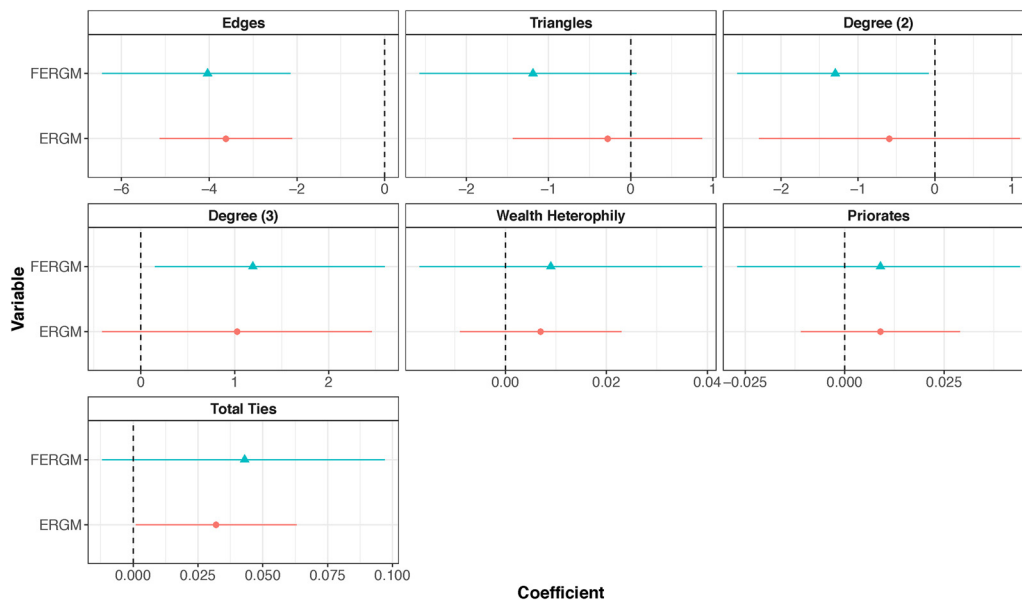 Edges
Triangles
Degree (2)
FERGM
ERGM
−6 −4 −2 0
−2 −1 0 1
−2 −1 0 1
Degree (3)
Wealth Heterophily
Priorates
FERGM
ERGM
0 1 2
0.00 0.02 0.04
−0.025 0.000 0.025
Total Ties
FERGM
ERGM
0.000 0.025 0.050 0.075 0.100
Variable
Coefficient